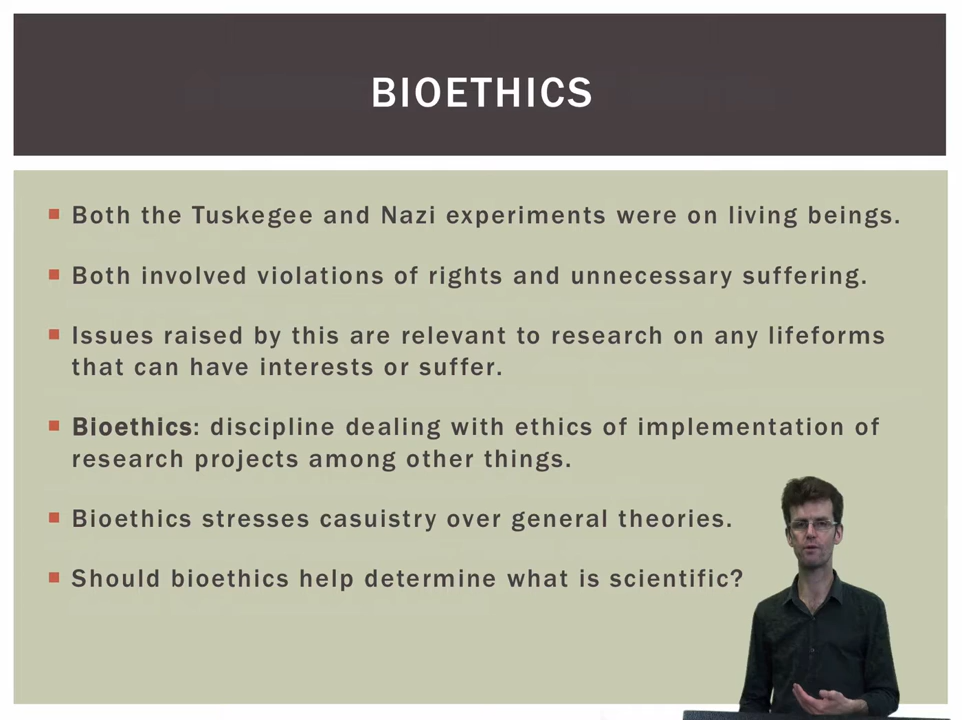 BIOETHICS
Both the Tuskegee and Nazi experiments were on living beings.
Both involved violations of rights and unnecessary suffering.
Issues raised by this are relevant to research on any lifeforms
that can have interests or suffer.
Bioethics: discipline dealing with ethics of implementation of
research projects among other things.
Bioethics stresses casuistry over general theories.
Should bioethics help determine what is scientific?